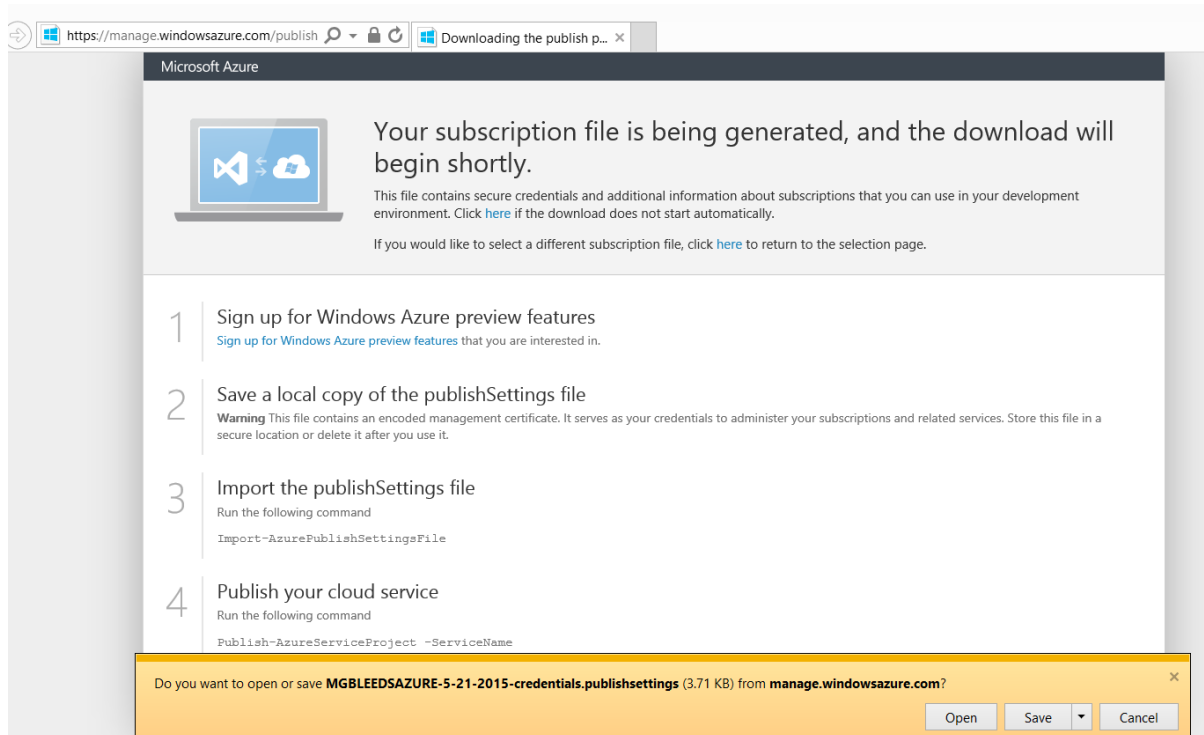 https://manage.windowsazure.com/publish
Downloading the publish p...
Microsoft Azure
Your subscription file is being generated, and the download will
begin shortly.
This file contains secure credentials and additional information about subscriptions that you can use in your development
environment. Click here if the download does not start automatically.
If you would like to select a different subscription file, click here to return to the selection page.
1
Sign up for Windows Azure preview features
Sign up for Windows Azure preview features that you are interested in.
2
Save a local copy of the publishSettings file
Warning This file contains an encoded management certificate. It serves as your credentials to administer your subscriptions and related services. Store this file in a
secure location or delete it after you use it.
3
Import the publishSettings file
Run the following command
Import-AzurePublishSettingsFile
4
Publish your cloud service
Run the following command
Publish-AzureServiceProject -ServiceName
Do you want to open or save MGBLEEDSAZURE-5-21-2015-credentials.publishsettings (3.71 KB) from manage.windowsazure.com?
Open Save Cancel